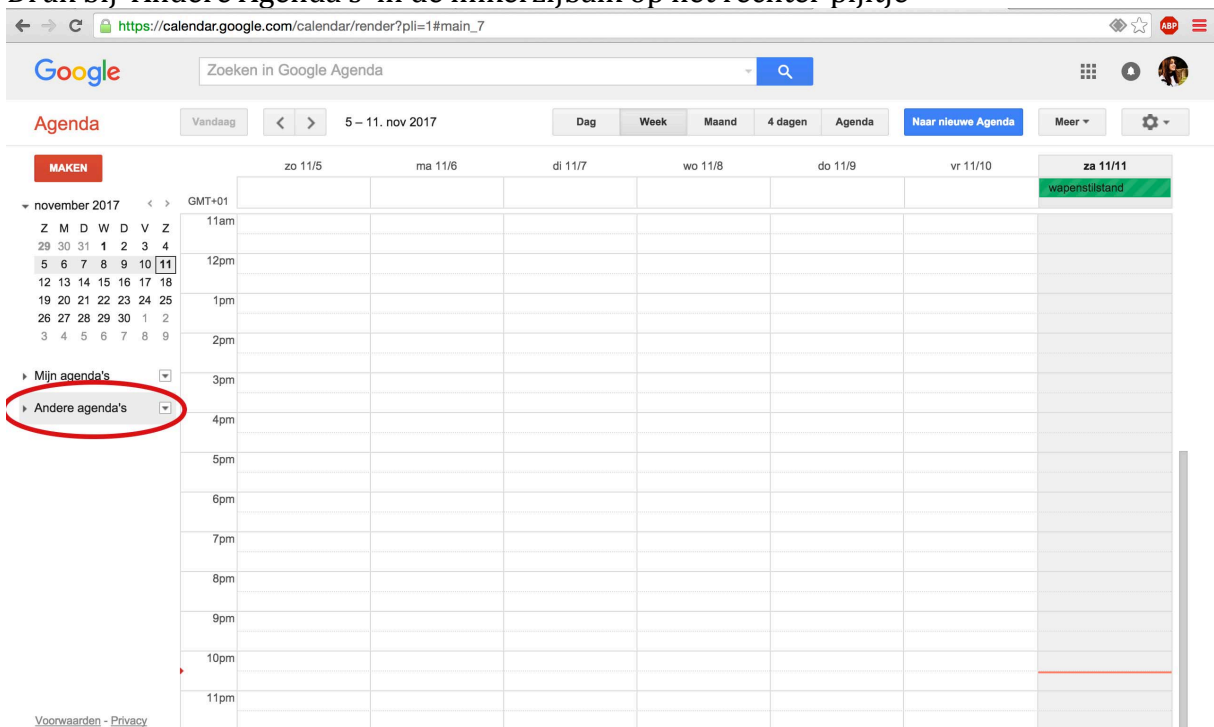 Druk bij 'Andere Agenda's' in de linkerzijbalk op het rechter pijltje
https://calendar.google.com/calendar/render?pli=1#main_7
ABP
Google
Zoeken in Google Agenda
Agenda
Vandaag
5 – 11. nov 2017
Dag
Week
Maand
4 dagen
Agenda
Naar nieuwe Agenda
Meer
MAKEN
zo 11/5
ma 11/6
di 11/7
wo 11/8
do 11/9
vr 11/10
za 11/11
november 2017
GMT+01
wapenstilstand
Z M D W D V Z
29 30 31 1 2 3 4
5 6 7 8 9 10 11
12 13 14 15 16 17 18
19 20 21 22 23 24 25
26 27 28 29 30 1 2
3 4 5 6 7 8 9
Mijn agenda's
Andere agenda's
11am
12pm
1pm
2pm
3pm
4pm
5pm
6pm
7pm
8pm
9pm
10pm
11pm
Voorwaarden - Privacy